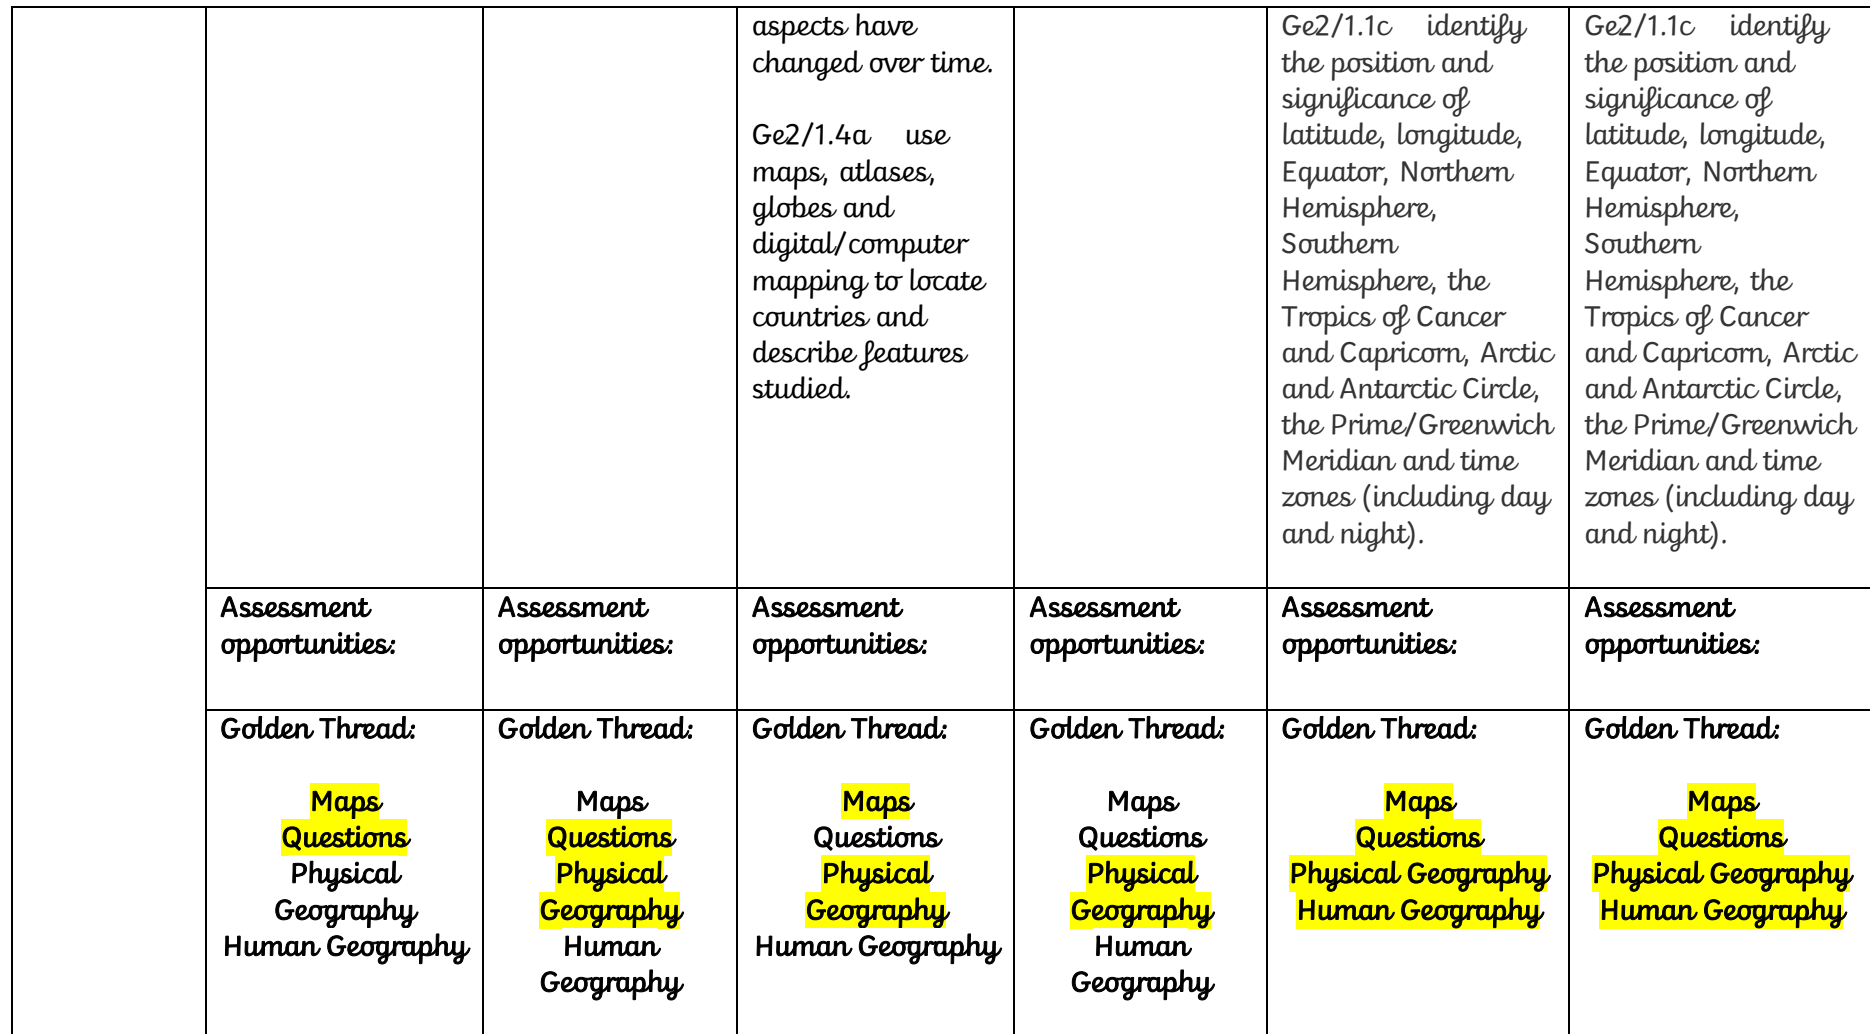 aspects have
changed over time.
Ge2/1.4a use
maps, atlases,
globes and
digital/computer
mapping to locate
countries and
describe features
studied.
Ge2/1.1c identify
the position and
significance of
latitude, longitude,
Equator, Northern
Hemisphere,
Southern
Hemisphere, the
Tropics of Cancer
and Capricorn, Arctic
and Antarctic Circle,
the Prime/Greenwich
Meridian and time
zones (including day
and night).
Ge2/1.1c identify
the position and
significance of
latitude, longitude,
Equator, Northern
Hemisphere,
Southern
Hemisphere, the
Tropics of Cancer
and Capricorn, Arctic
and Antarctic Circle,
the Prime/Greenwich
Meridian and time
zones (including day
and night).
Assessment
opportunities:
Assessment
opportunities:
Assessment
opportunities:
Assessment
opportunities:
Assessment
opportunities:
Assessment
opportunities:
Golden Thread:
Maps
Questions
Physical
Geography
Human Geography
Golden Thread:
Maps
Questions
Physical
Geography
Human
Geography
Golden Thread:
Maps
Questions
Physical
Geography
Human Geography
Golden Thread:
Maps
Questions
Physical
Geography
Human
Geography
Golden Thread:
Maps
Questions
Physical Geography
Human Geography
Golden Thread:
Maps
Questions
Physical Geography
Human Geography